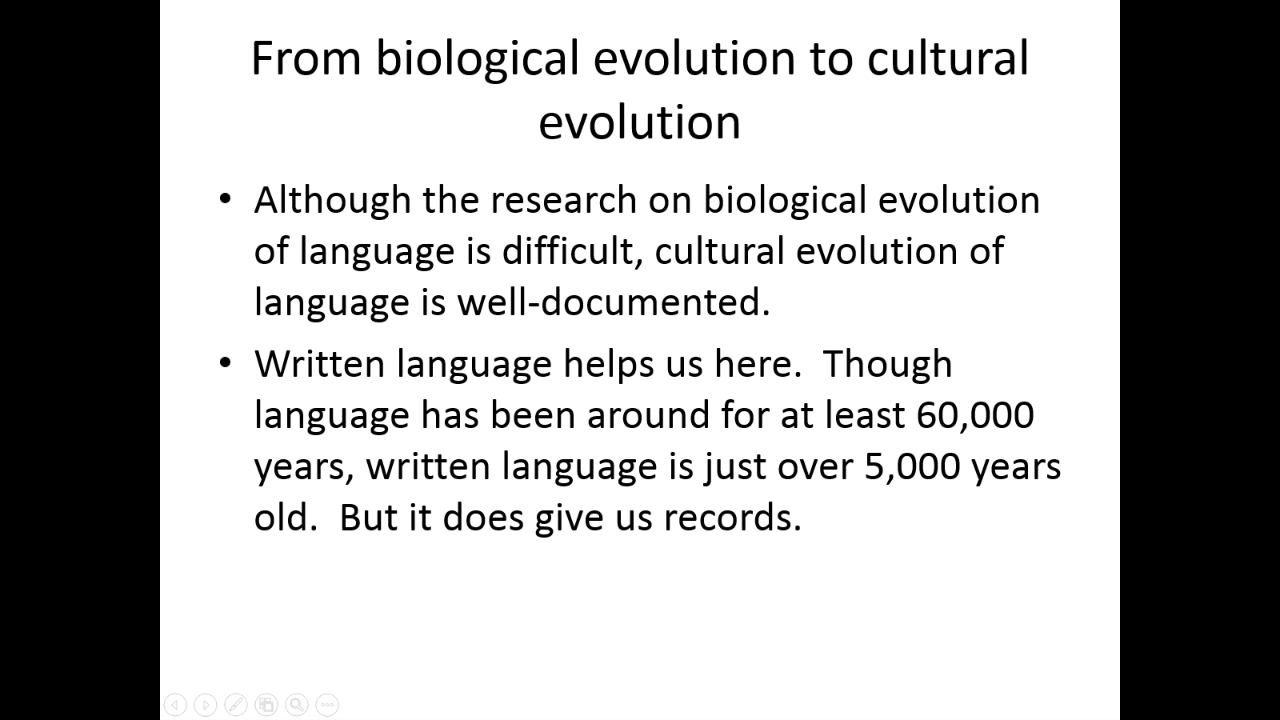 From biological evolution to cultural
evolution
• Although the research on biological evolution
of language is difficult, cultural evolution of
language is well-documented.
• Written language helps us here.  Though
language has been around for at least 60,000
years, written language is just over 5,000 years
old.  But it does give us records.